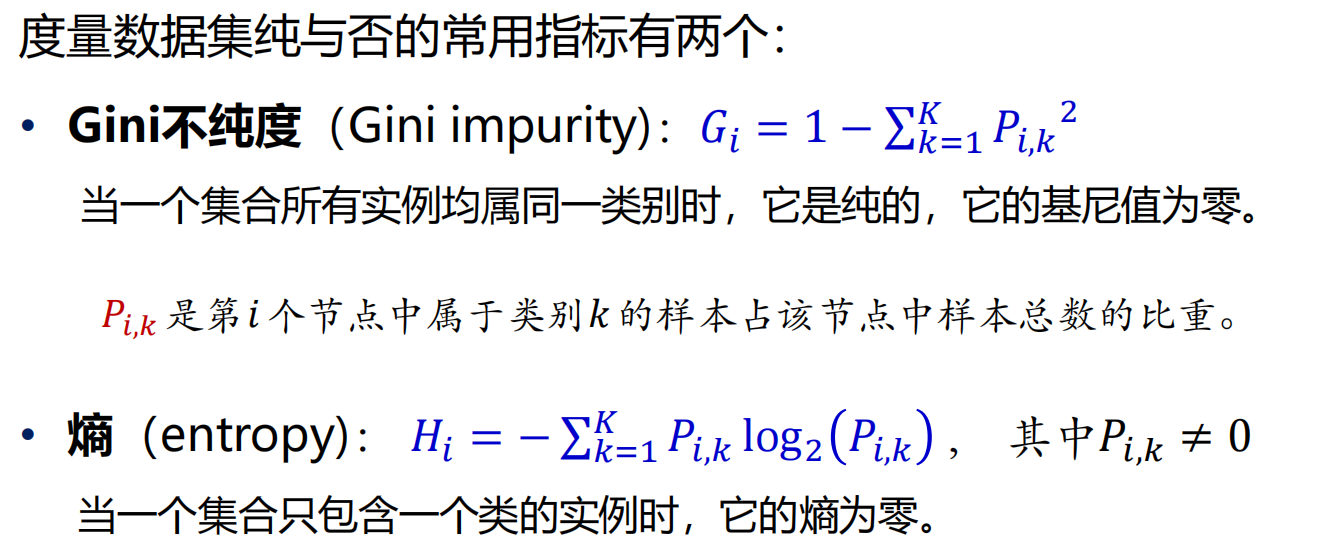 度量数据集纯与否的常用指标有两个：
• Gini不纯度（Gini impurity)： $G_i = 1 - \sum_{k=1}^{K} P_{i,k}{}^2$
当一个集合所有实例均属同一类别时，它是纯的，它的基尼值为零。
$P_{i,k}$ 是第 $i$ 个节点中属于类别 $k$ 的样本占该节点中样本总数的比重。
• 熵（entropy)： $H_i = -\sum_{k=1}^{K} P_{i,k} \log_2(P_{i,k})$ ， 其中$P_{i,k} \neq 0$
当一个集合只包含一个类的实例时，它的熵为零。